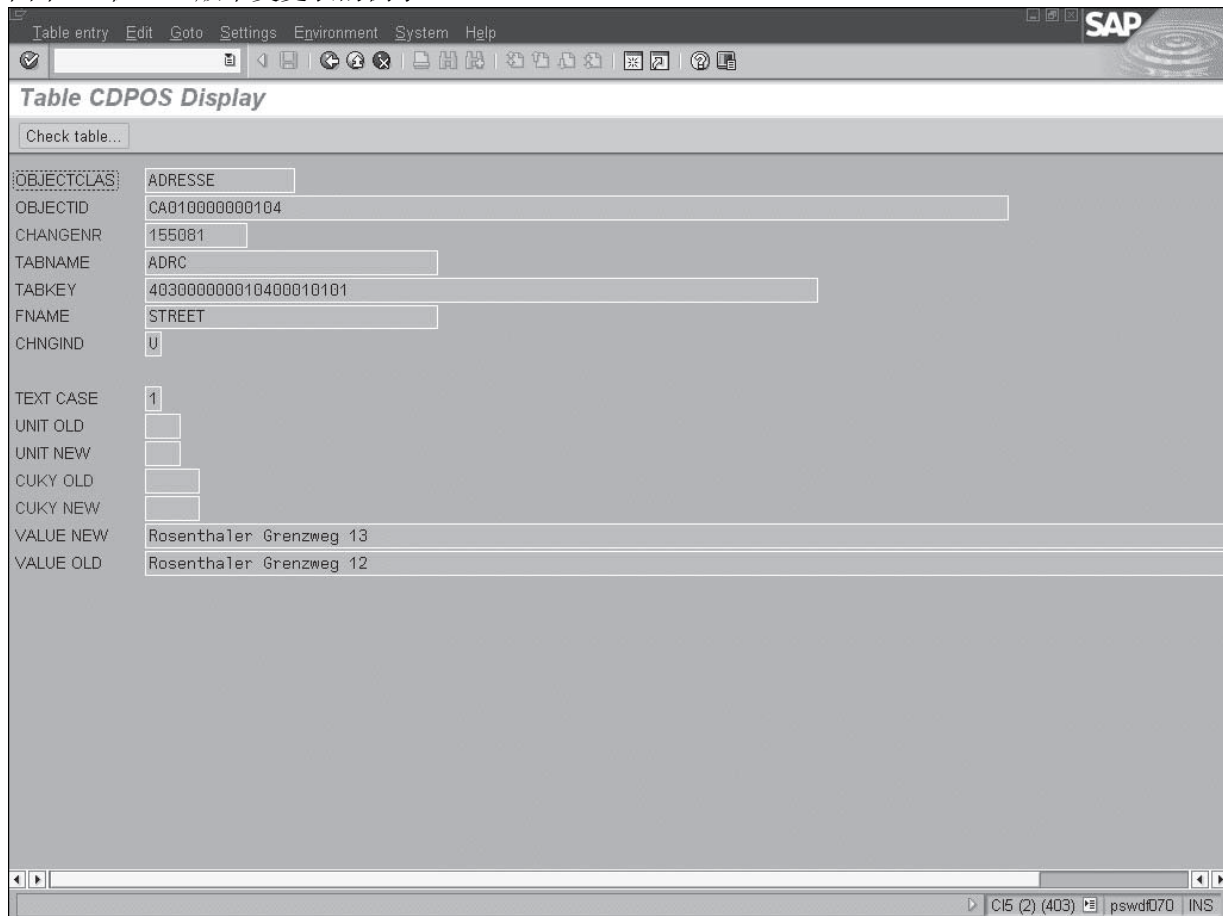 Table entry Edit Goto Settings Environment System Help
SAP
Table CDPOS Display
Check table...
OBJECTCLAS ADRESSE
OBJECTID CA010000000104
CHANGENR 155081
TABNAME ADRC
TABKEY 403000000010400010101
FNAME STREET
CHNGIND U
TEXT CASE 1
UNIT OLD
UNIT NEW
CUKY OLD
CUKY NEW
VALUE NEW Rosenthaler Grenzweg 13
VALUE OLD Rosenthaler Grenzweg 12
CI5 (2) (403) pswdf070 INS